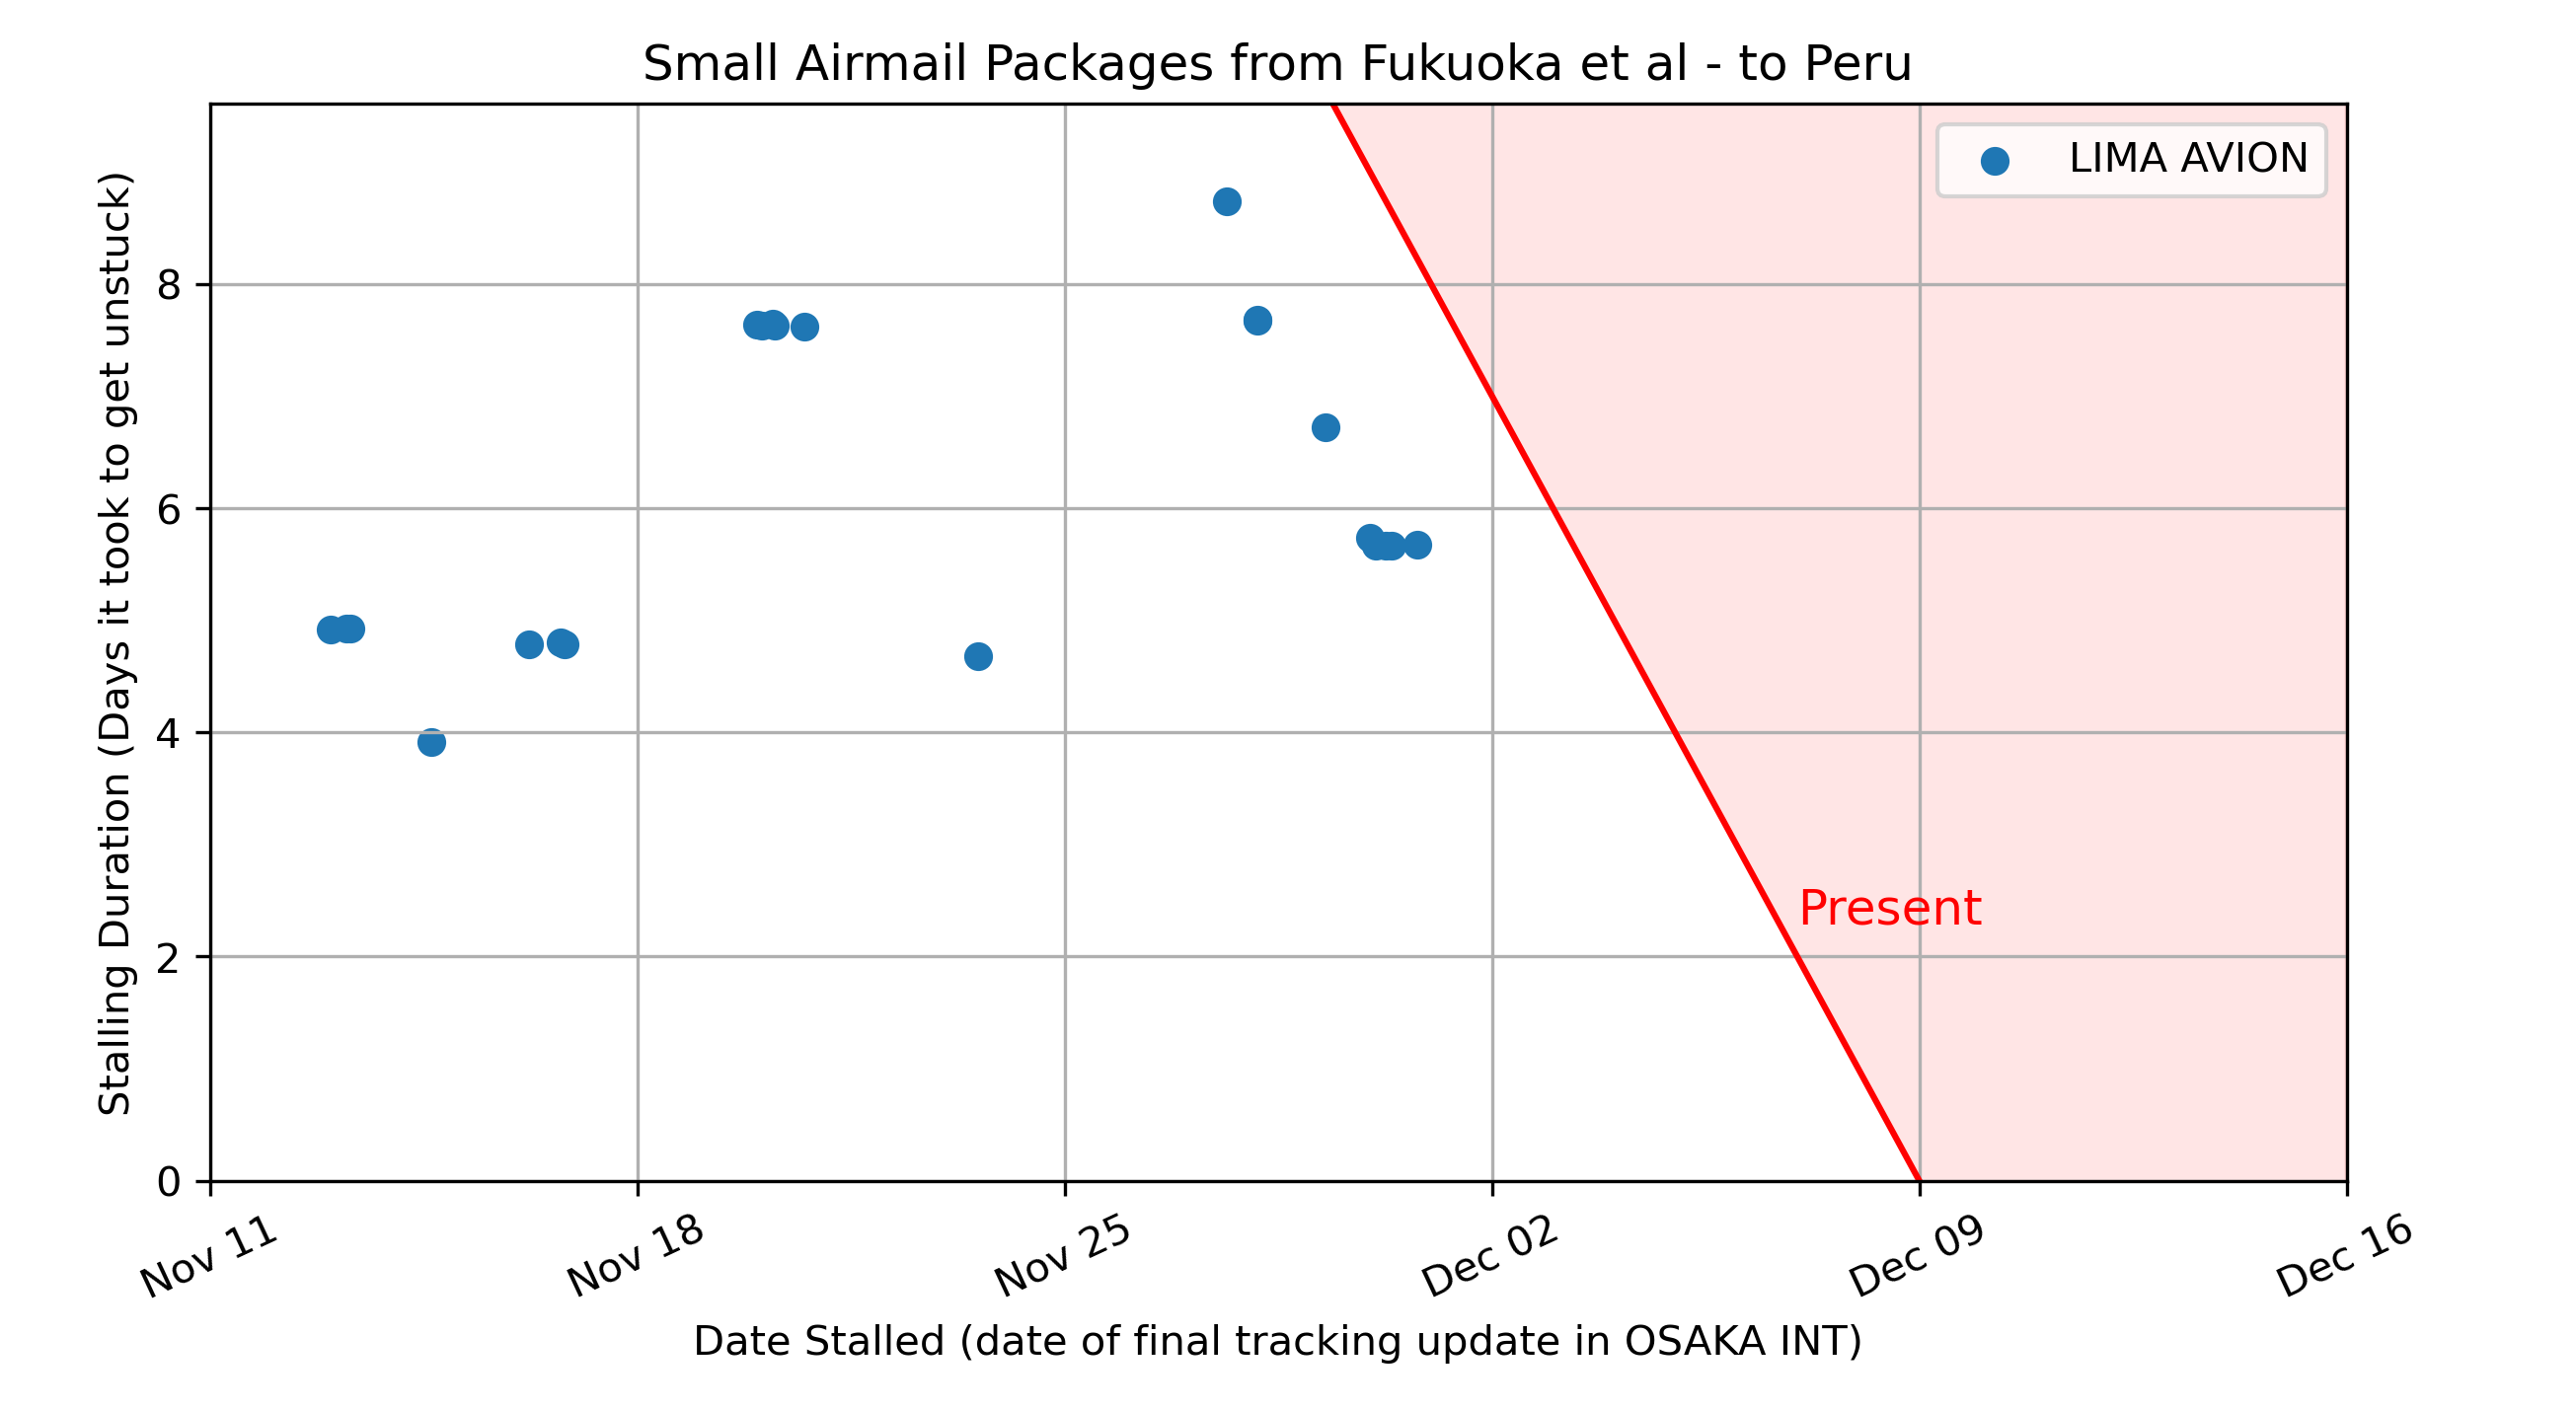 Small Airmail Packages from Fukuoka et al - to Peru
LIMA AVION
Stalling Duration (Days it took to get unstuck)
8
6
4
2
0
Present
Nov 11
Nov 18
Nov 25
Dec 02
Dec 09
Dec 16
Date Stalled (date of final tracking update in OSAKA INT)